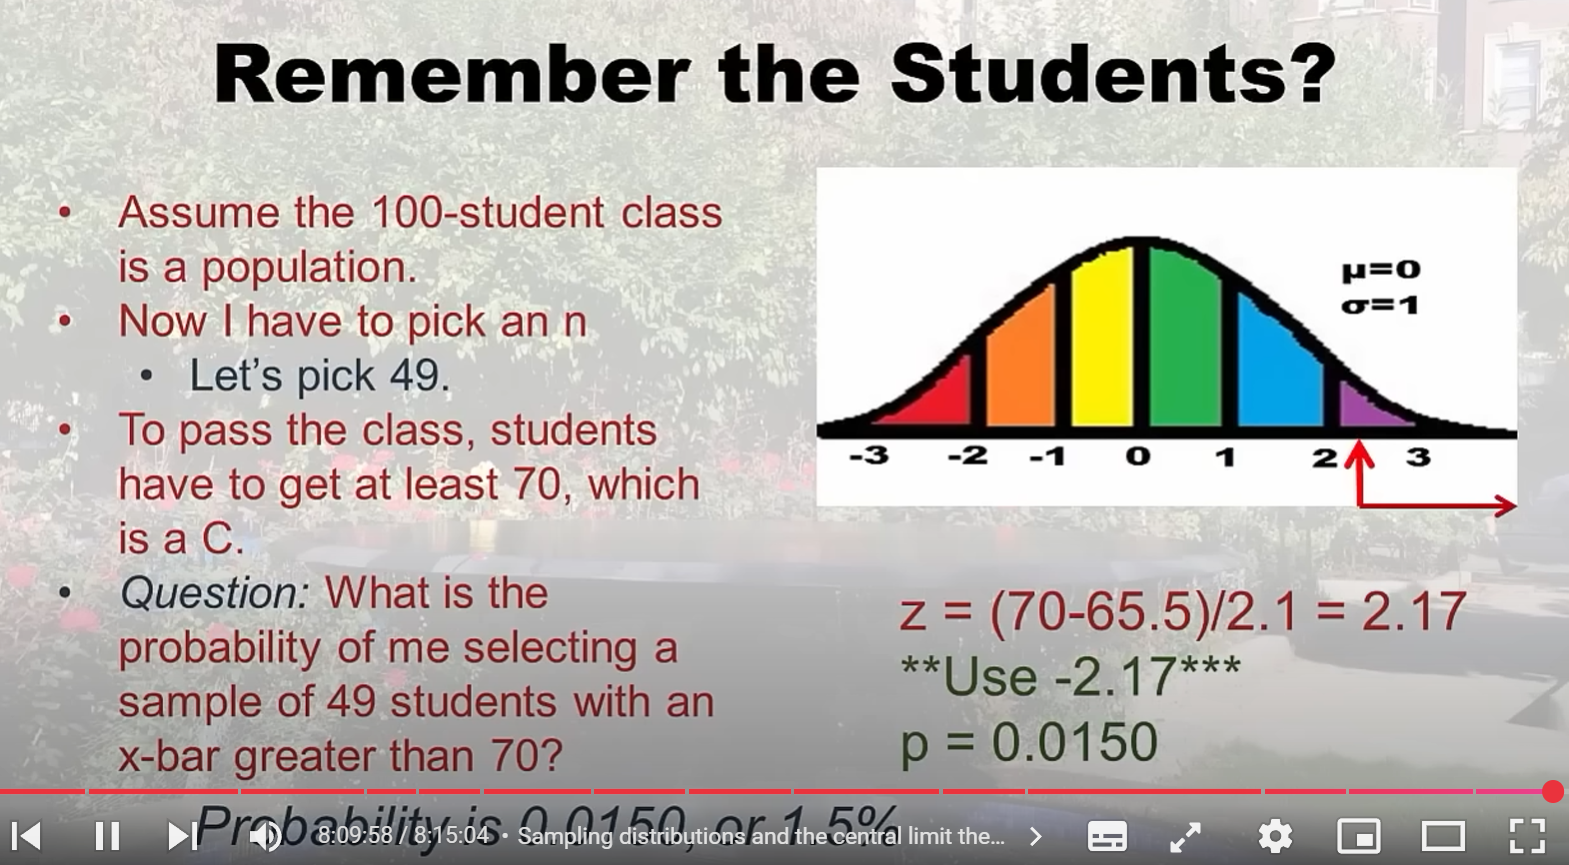 Remember the Students?
• Assume the 100-student class
is a population.
• Now I have to pick an n
• Let's pick 49.
• To pass the class, students
have to get at least 70, which
is a C.
• Question: What is the
probability of me selecting a
sample of 49 students with an
x-bar greater than 70?
Probability is 0.0150, or 1.5%
μ=0
σ=1
-3 -2 -1 0 1 2 3
z = (70-65.5)/2.1 = 2.17
**Use -2.17***
p = 0.0150
8:09:58 / 8:15:04 • Sampling distributions and the central limit the...